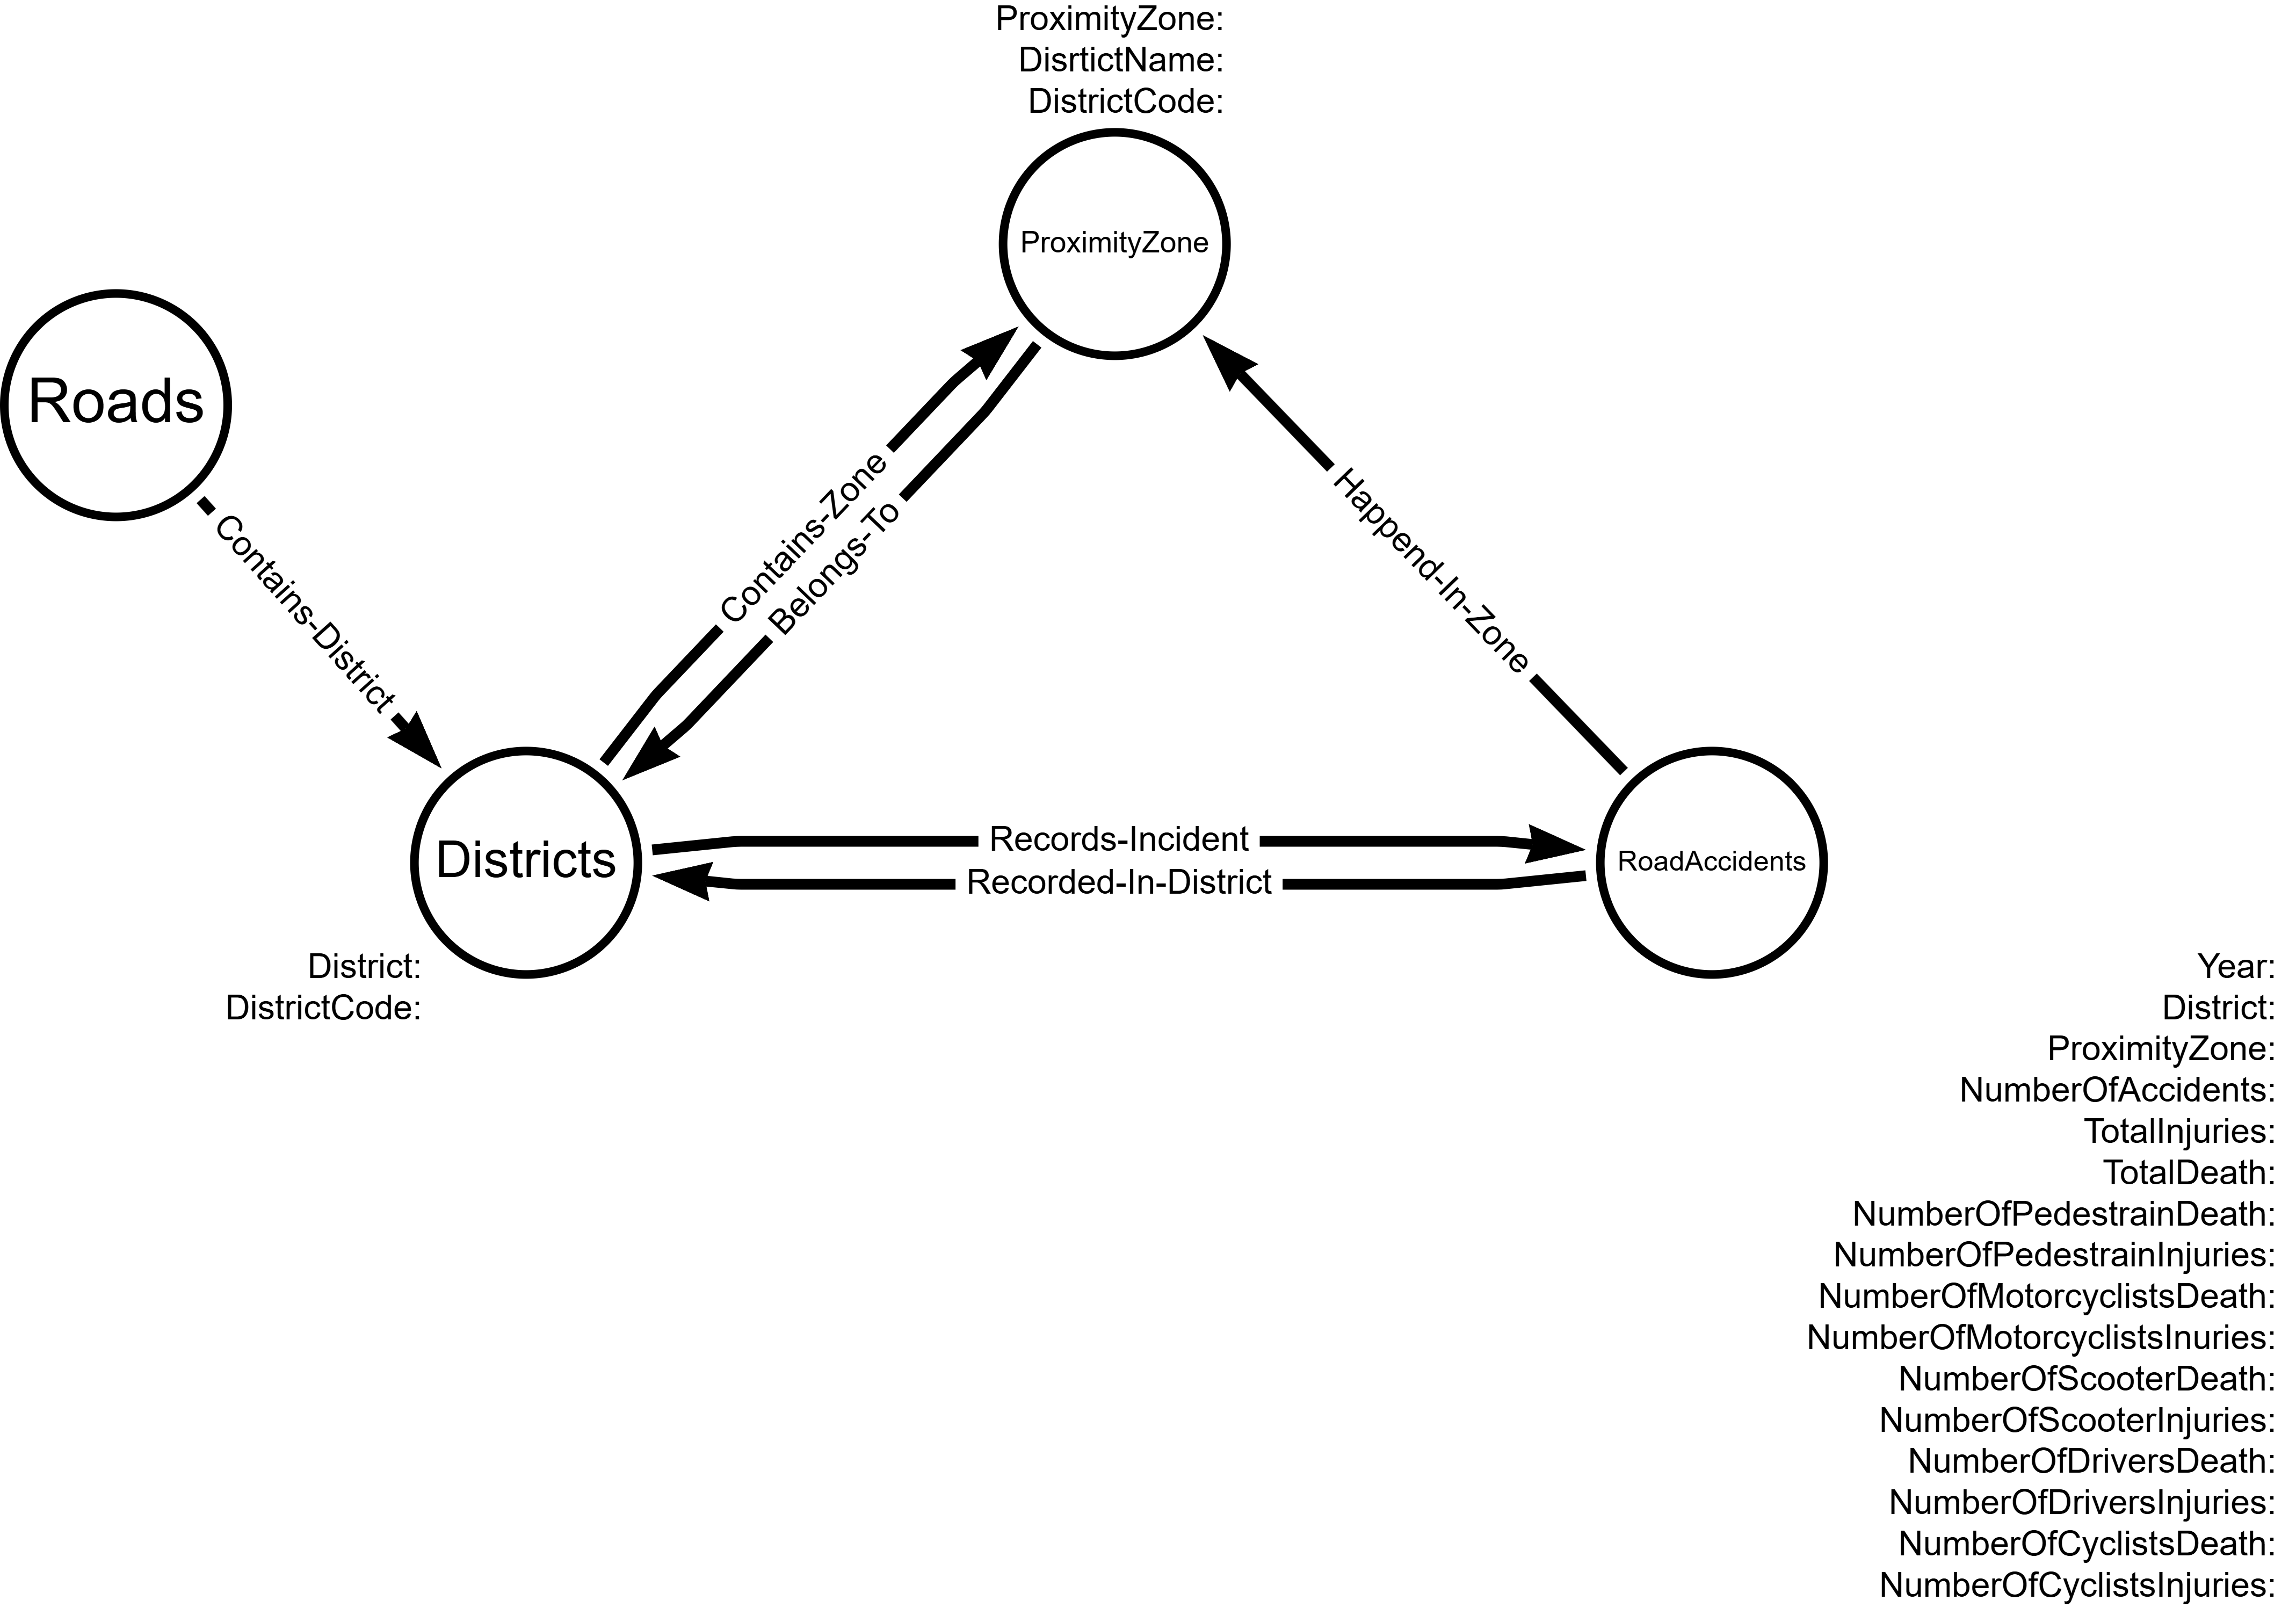 ProximityZone:
DisrtictName:
DistrictCode:
ProximityZone
Roads
Contains-Zone
Belongs-To
Happend-In-Zone
Contains-District
Districts
Records-Incident
Recorded-In-District
RoadAccidents
District:
DistrictCode:
Year:
District:
ProximityZone:
NumberOfAccidents:
TotalInjuries:
TotalDeath:
NumberOfPedestrainDeath:
NumberOfPedestrainInjuries:
NumberOfMotorcyclistsDeath:
NumberOfMotorcyclistsInuries:
NumberOfScooterDeath:
NumberOfScooterInjuries:
NumberOfDriversDeath:
NumberOfDriversInjuries:
NumberOfCyclistsDeath:
NumberOfCyclistsInjuries: